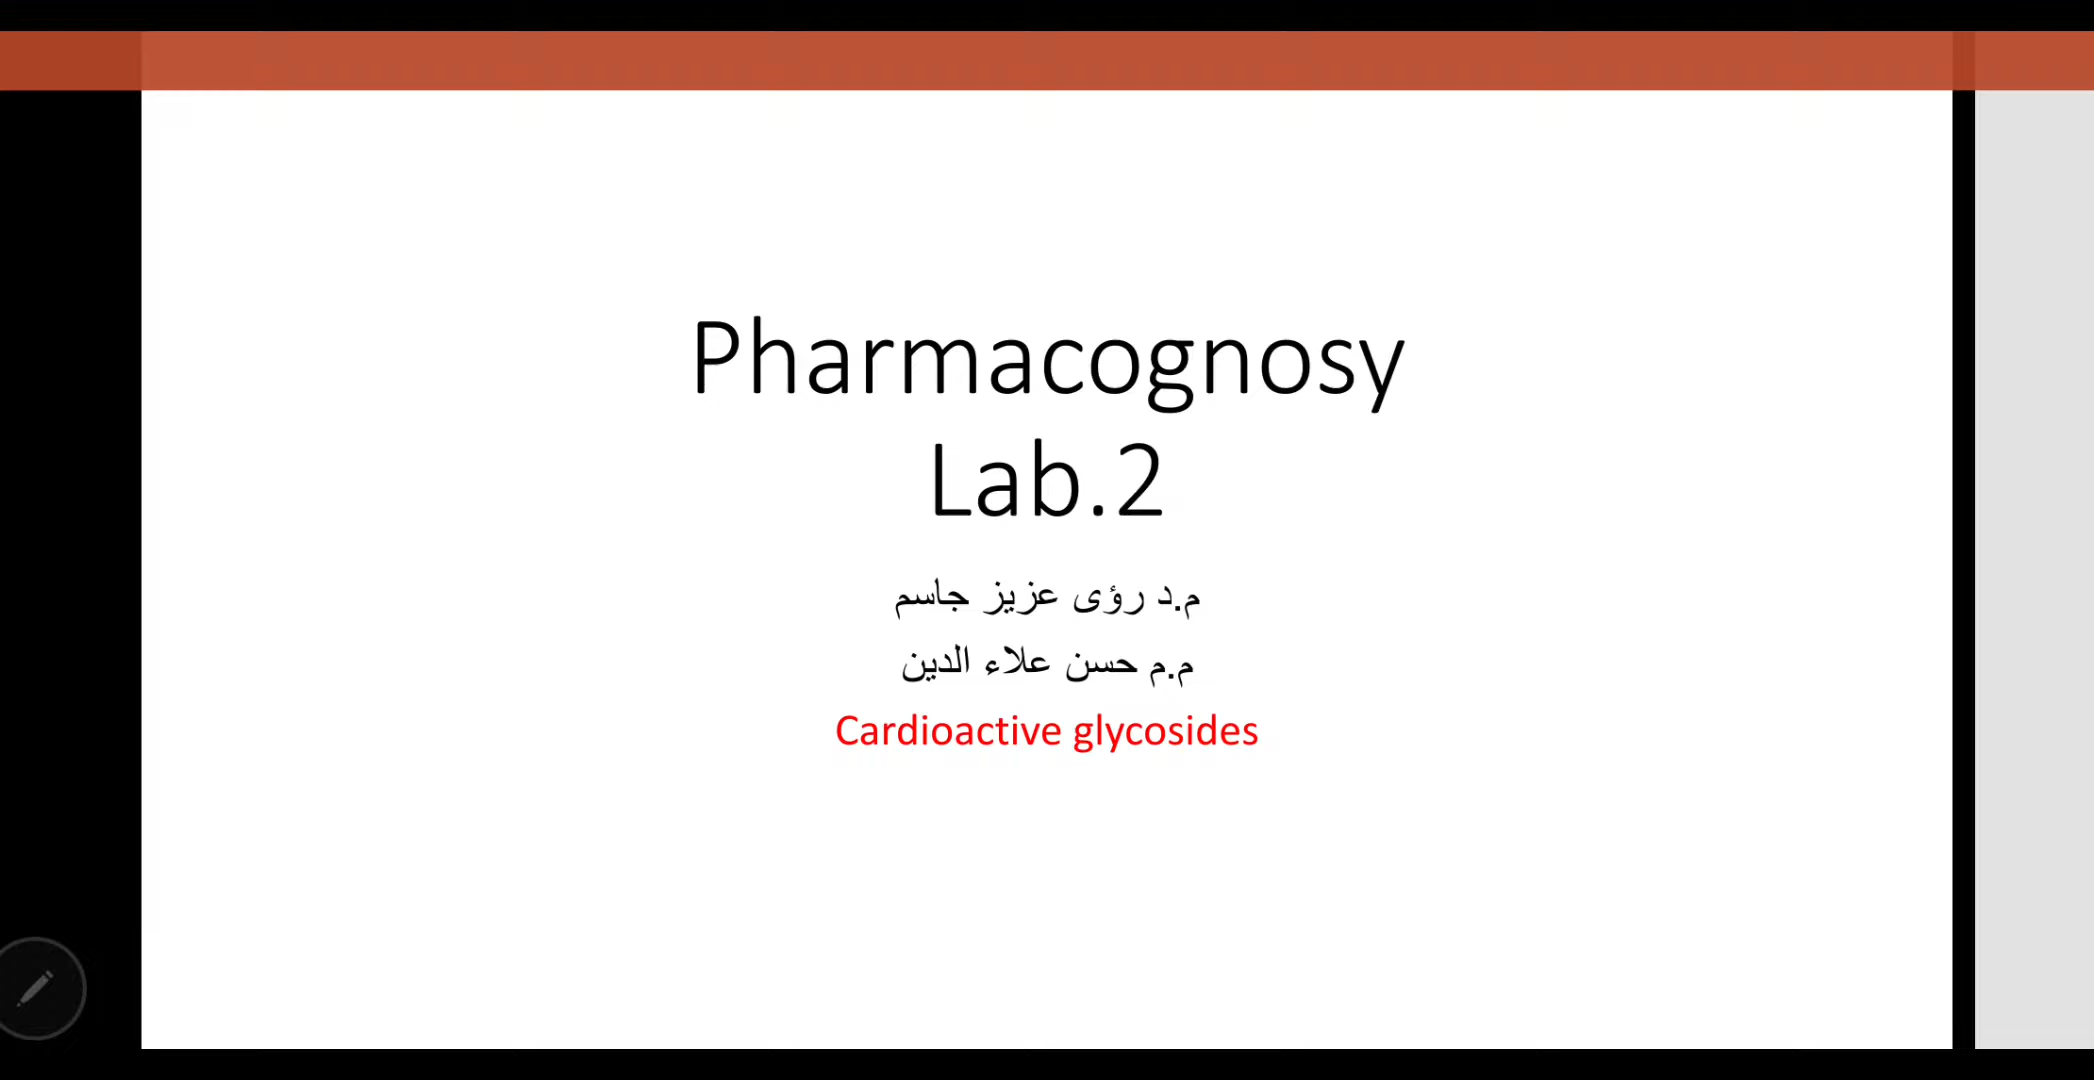 Pharmacognosy
Lab.2
م.د رؤى عزيز جاسم
م.م حسن علاء الدين
Cardioactive glycosides